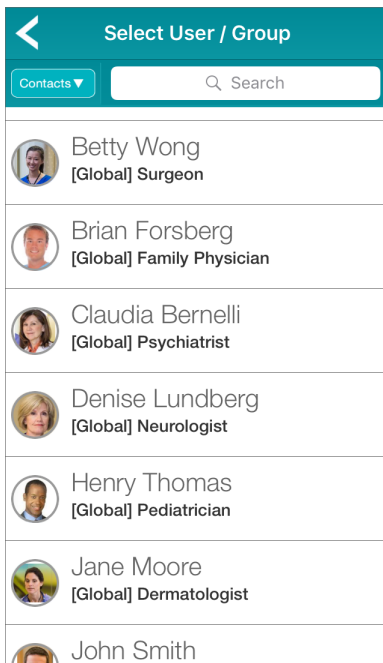 Select User / Group
Contacts▼
Search
Betty Wong
[Global] Surgeon
Brian Forsberg
[Global] Family Physician
Claudia Bernelli
[Global] Psychiatrist
Denise Lundberg
[Global] Neurologist
Henry Thomas
[Global] Pediatrician
Jane Moore
[Global] Dermatologist
John Smith